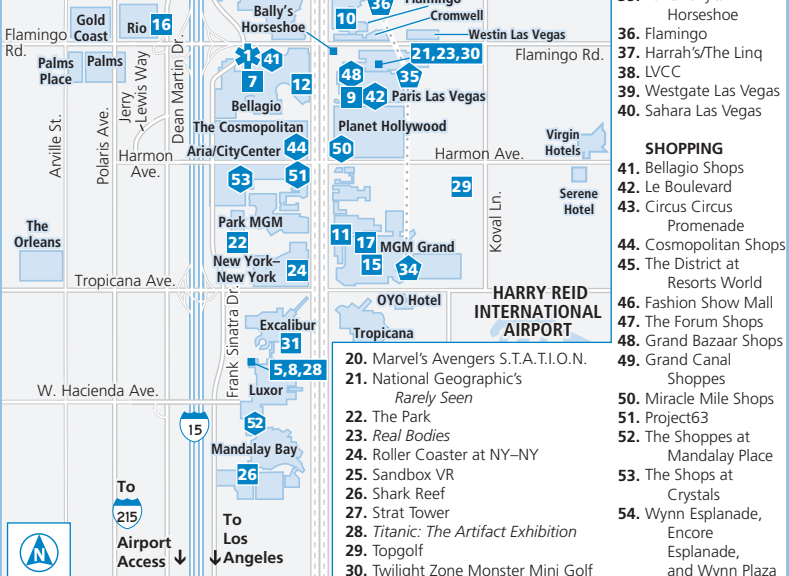 Gold
Coast
Rio
16
Bally's
Horseshoe
10
36
Cromwell
Westin Las Vegas
Flamingo
Rd.
Flamingo Rd.
Palms
Place
Palms
Jerry
Lewis Way
Dean Martin Dr.
1
41
7
12
Bellagio
21,23,30
48
35
9
42
Paris Las Vegas
The Cosmopolitan
Planet Hollywood
Aria/CityCenter
44
50
Virgin
Hotels
Harmon
Ave.
Harmon Ave.
Arville St.
Polaris Ave.
53
51
29
Serene
Hotel
Koval Ln.
Park MGM
22
The
Orleans
11
17
MGM Grand
15
34
New York–
New York
24
Tropicana Ave.
Frank Sinatra Dr.
OYO Hotel
HARRY REID
INTERNATIONAL
AIRPORT
Excalibur
31
Tropicana
5,8,28
Luxor
W. Hacienda Ave.
15
52
Mandalay Bay
26
To
215
Airport
Access
To
Los
Angeles
N
20. Marvel's Avengers S.T.A.T.I.O.N.
21. National Geographic's
Rarely Seen
22. The Park
23. Real Bodies
24. Roller Coaster at NY–NY
25. Sandbox VR
26. Shark Reef
27. Strat Tower
28. Titanic: The Artifact Exhibition
29. Topgolf
30. Twilight Zone Monster Mini Golf
Horseshoe
36. Flamingo
37. Harrah's/The Linq
38. LVCC
39. Westgate Las Vegas
40. Sahara Las Vegas
SHOPPING
41. Bellagio Shops
42. Le Boulevard
43. Circus Circus
Promenade
44. Cosmopolitan Shops
45. The District at
Resorts World
46. Fashion Show Mall
47. The Forum Shops
48. Grand Bazaar Shops
49. Grand Canal
Shoppes
50. Miracle Mile Shops
51. Project63
52. The Shoppes at
Mandalay Place
53. The Shops at
Crystals
54. Wynn Esplanade,
Encore
Esplanade,
and Wynn Plaza